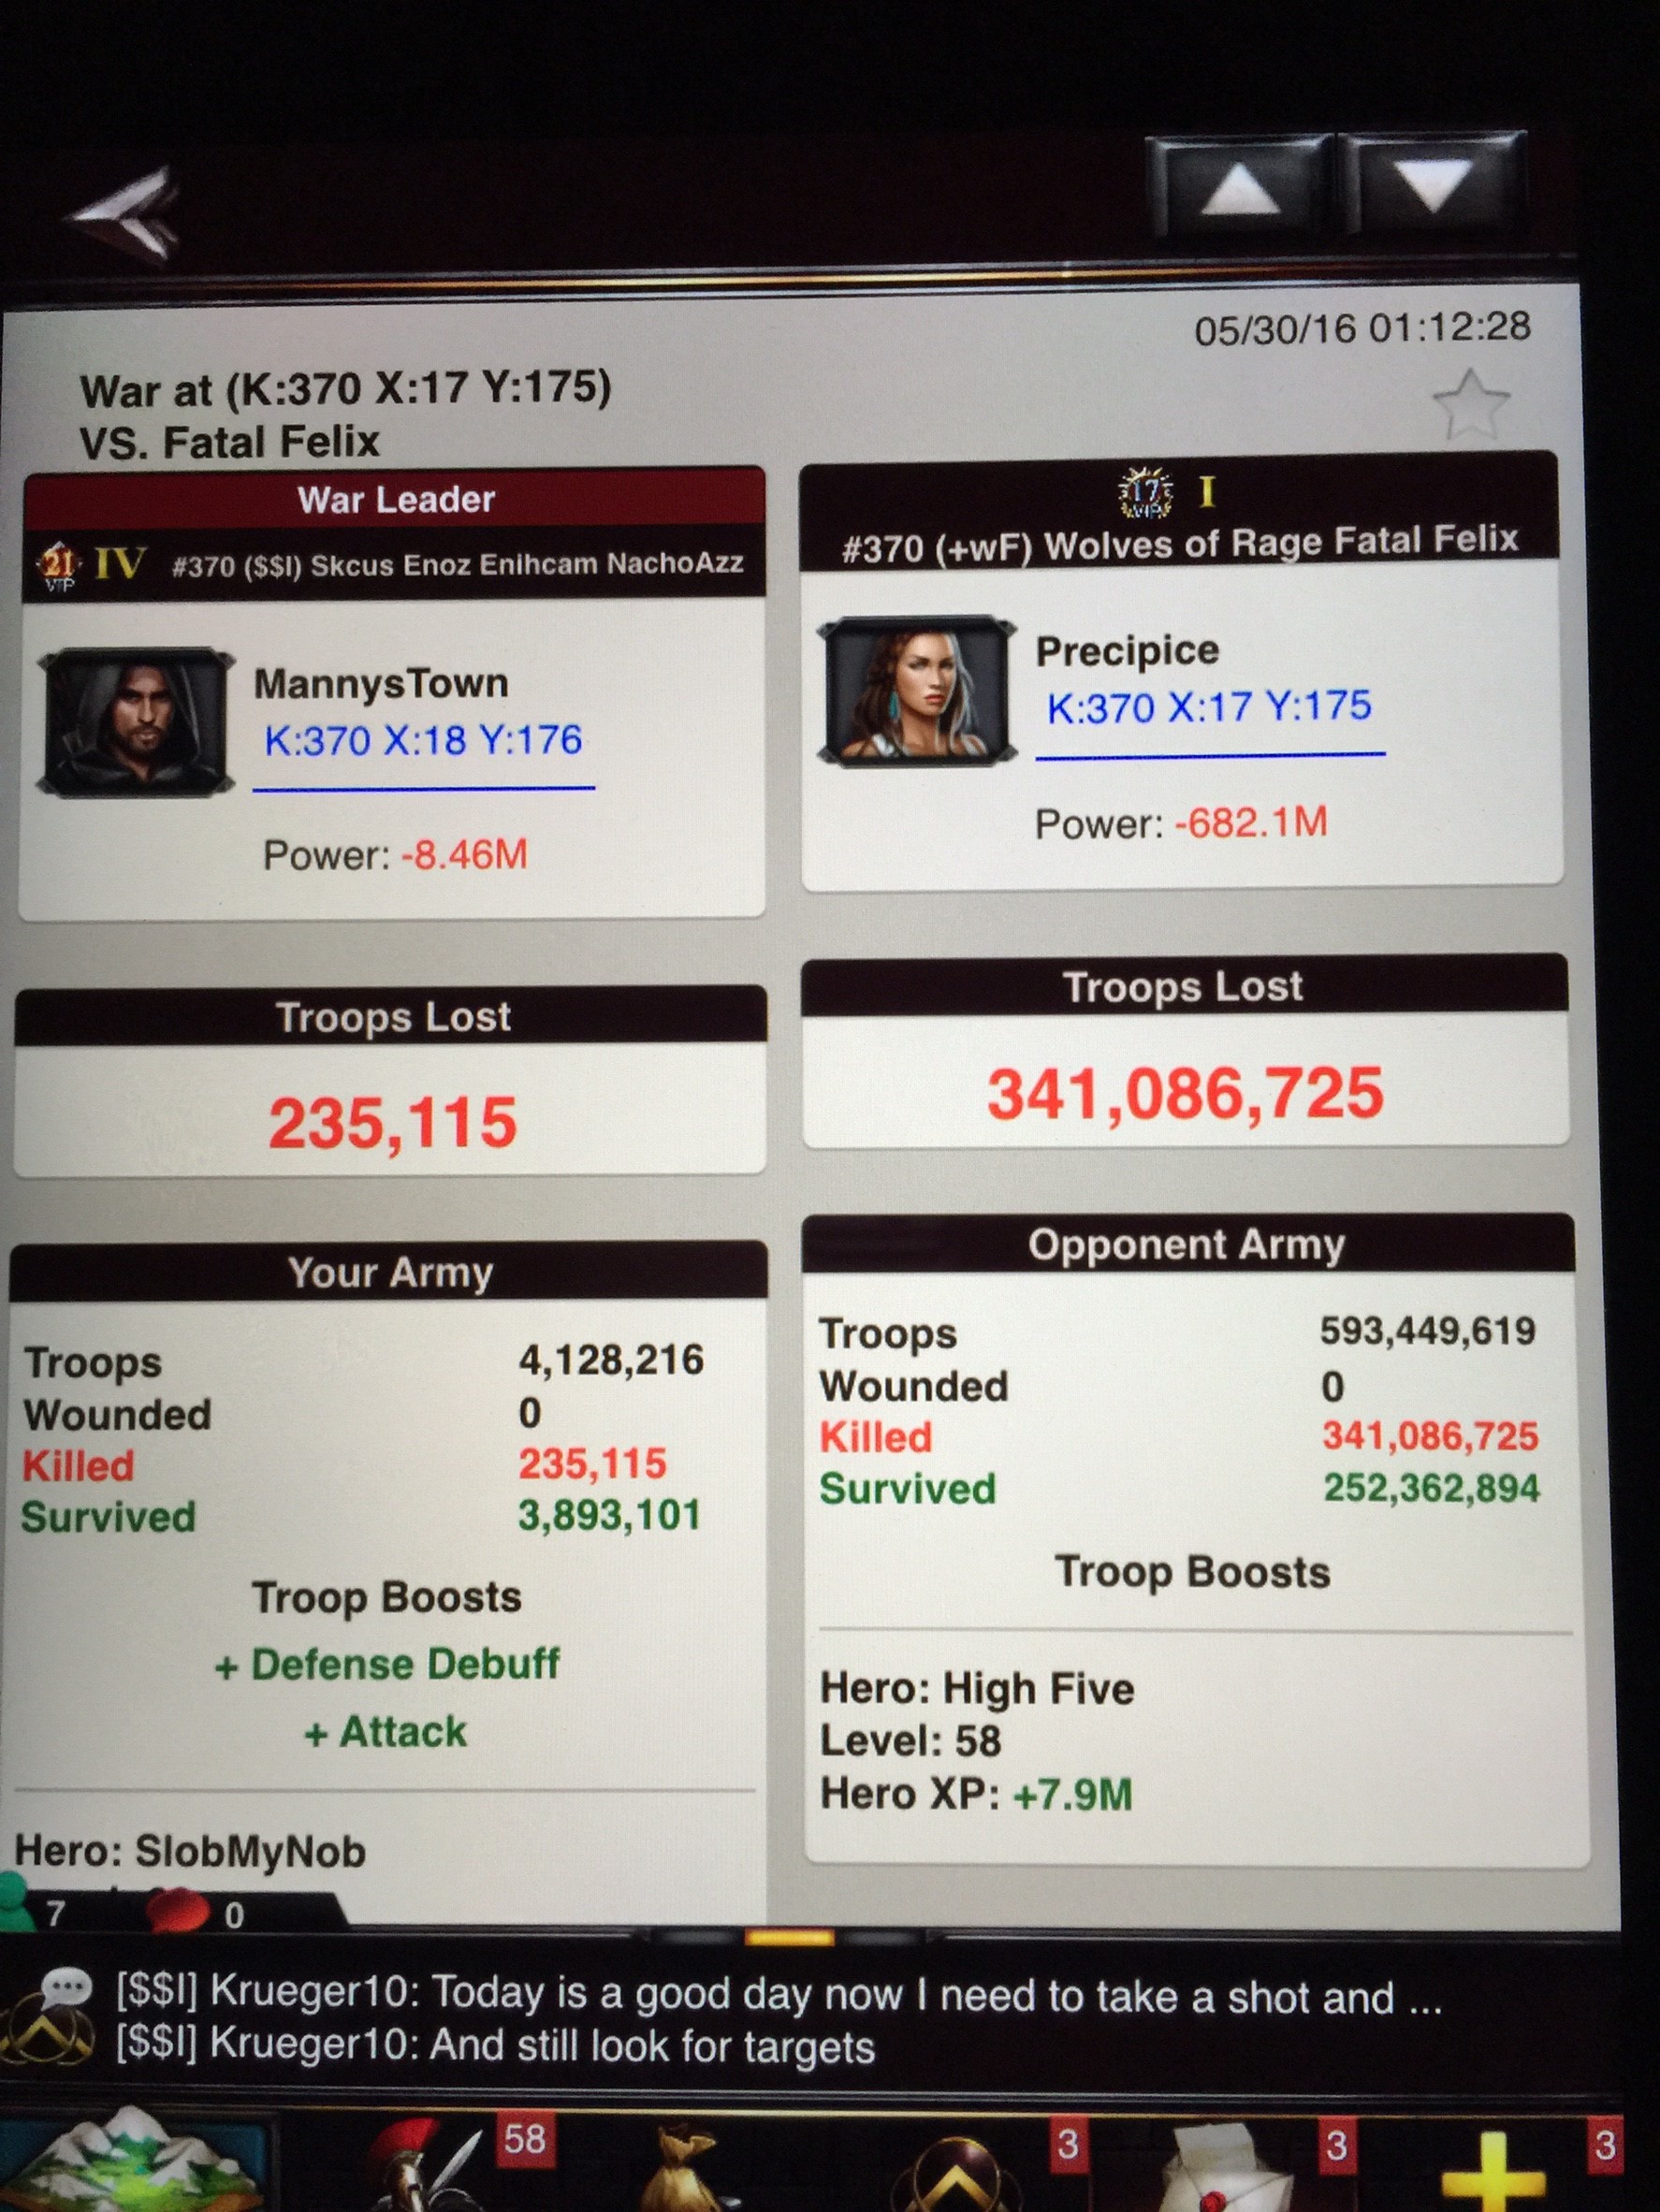 05/30/16 01:12:28
War at (K:370 X:17 Y:175)
VS. Fatal Felix
War Leader
21 VIP IV #370 ($$I) Skcus Enoz Enihcam NachoAzz
MannysTown
K:370 X:18 Y:176
Power: -8.46M
17 VIP I
#370 (+wF) Wolves of Rage Fatal Felix
Precipice
K:370 X:17 Y:175
Power: -682.1M
Troops Lost
235,115
Troops Lost
341,086,725
Your Army
Troops 4,128,216
Wounded 0
Killed 235,115
Survived 3,893,101
Troop Boosts
+ Defense Debuff
+ Attack
Hero: SlobMyNob
Opponent Army
Troops 593,449,619
Wounded 0
Killed 341,086,725
Survived 252,362,894
Troop Boosts
Hero: High Five
Level: 58
Hero XP: +7.9M
7 0
[$$I] Krueger10: Today is a good day now I need to take a shot and ...
[$$I] Krueger10: And still look for targets
58 3 3 3